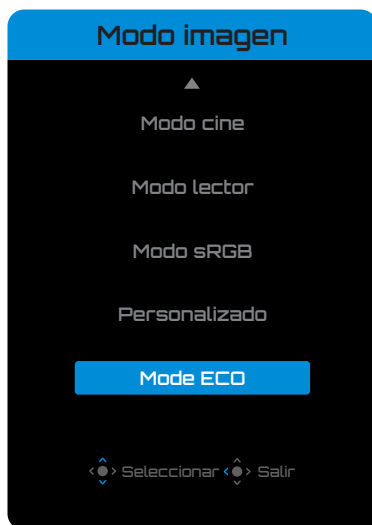 Modo imagen
Modo cine
Modo lector
Modo sRGB
Personalizado
Mode ECO
Seleccionar Salir